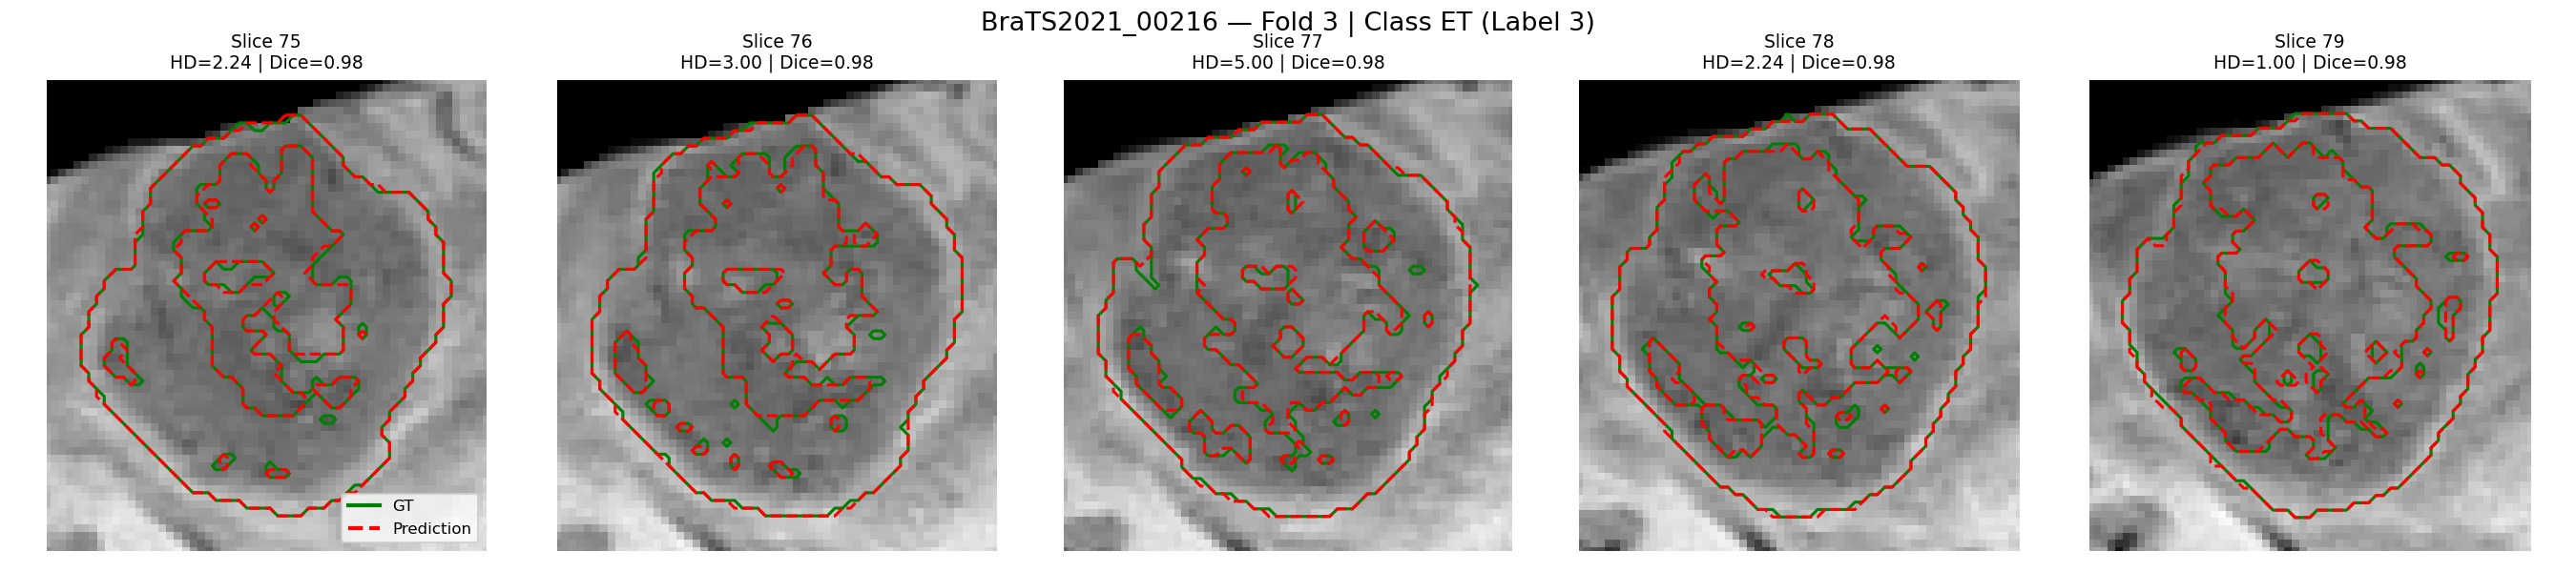 BraTS2021_00216 — Fold 3 | Class ET (Label 3)
Slice 75
HD=2.24 | Dice=0.98
Slice 76
HD=3.00 | Dice=0.98
Slice 77
HD=5.00 | Dice=0.98
Slice 78
HD=2.24 | Dice=0.98
Slice 79
HD=1.00 | Dice=0.98
GT
Prediction